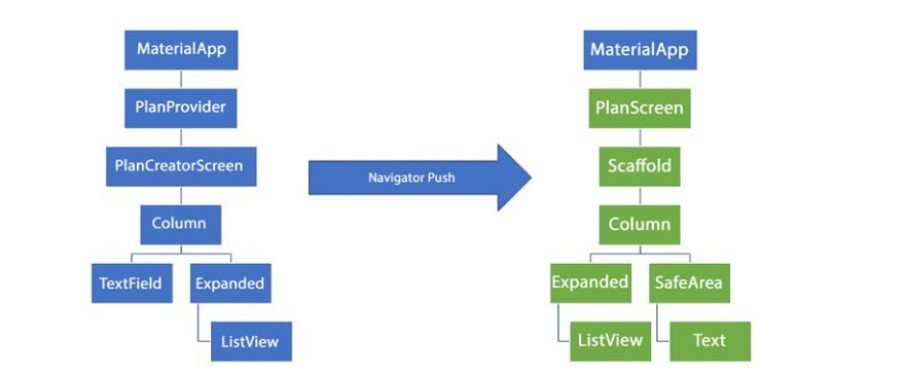 MaterialApp
PlanProvider
PlanCreatorScreen
Column
TextField
Expanded
ListView
Navigator Push
MaterialApp
PlanScreen
Scaffold
Column
Expanded
SafeArea
ListView
Text